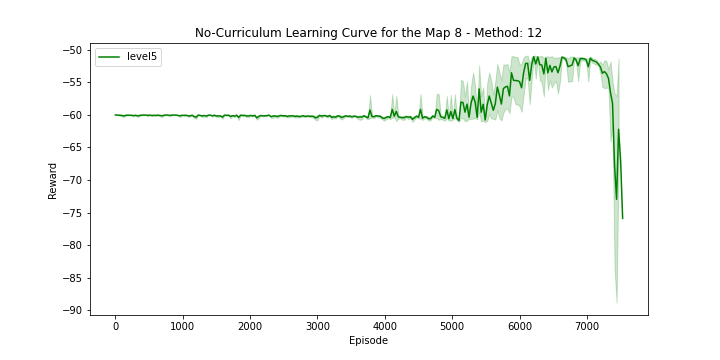 No-Curriculum Learning Curve for the Map 8 - Method: 12
level5
Reward
−50
−55
−60
−65
−70
−75
−80
−85
−90
0 1000 2000 3000 4000 5000 6000 7000
Episode